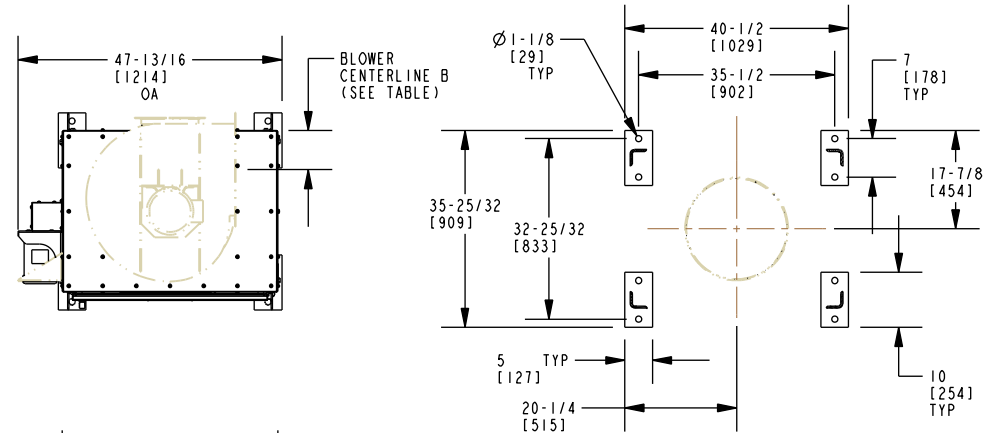 47-13/16
[1214]
OA
BLOWER
CENTERLINE B
(SEE TABLE)
Ø1-1/8
[29]
TYP
40-1/2
[1029]
35-1/2
[902]
7
[178]
TYP
35-25/32
[909]
32-25/32
[833]
17-7/8
[454]
5 TYP
[127]
20-1/4
[515]
10
[254]
TYP